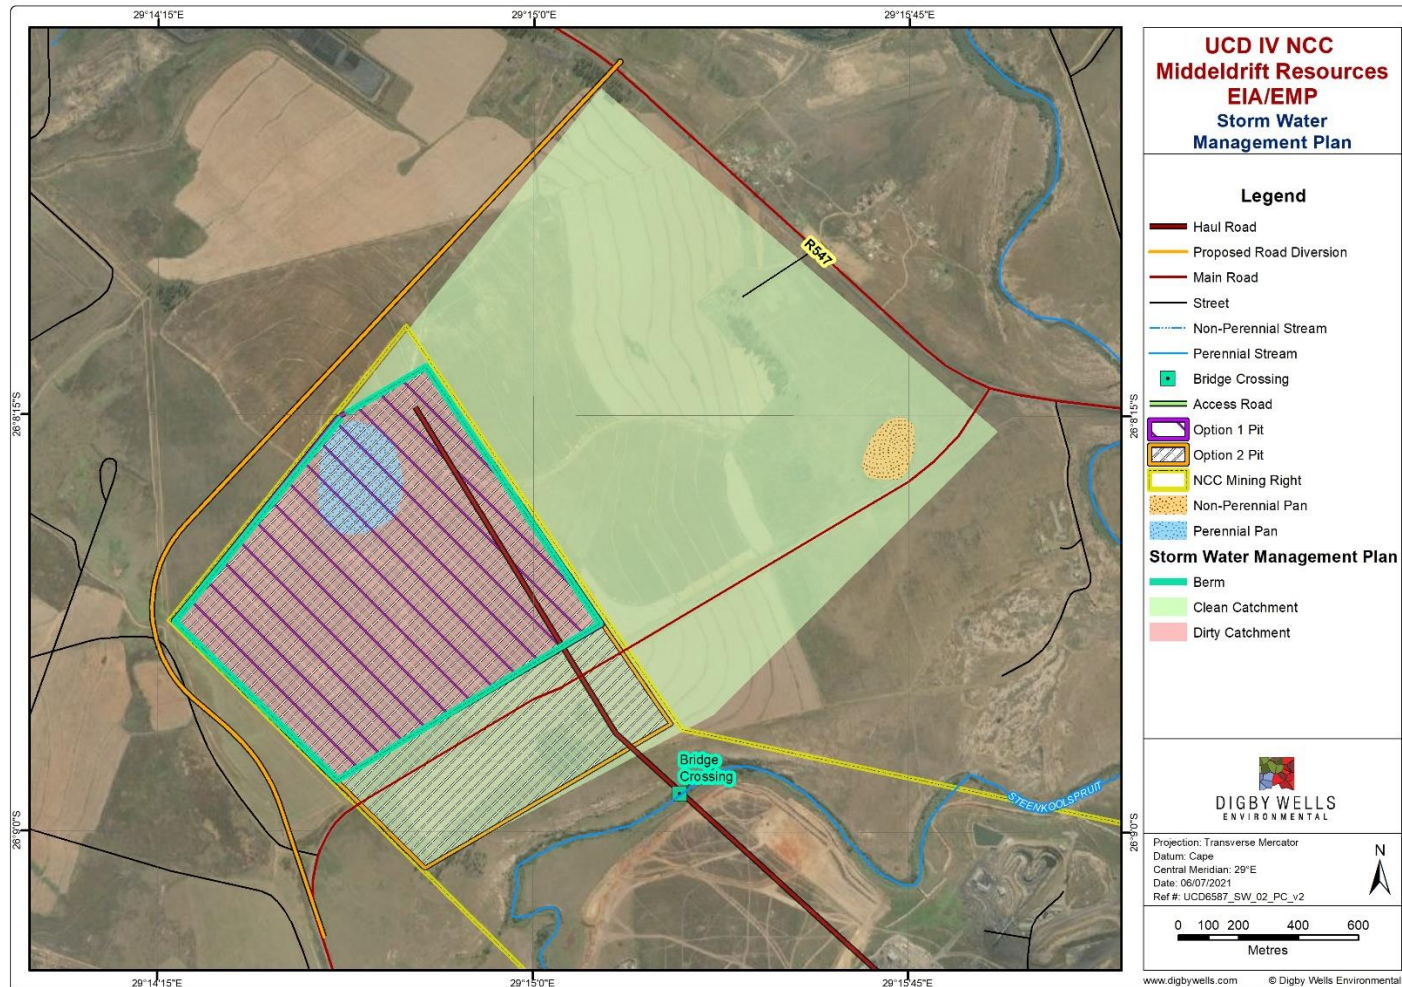 29°14'15"E
29°15'0"E
29°15'45"E
26°8'15"S
26°8'15"S
26°9'0"S
26°9'0"S
R547
Bridge
Crossing
STEENKOOLSPRUIT
29°14'15"E
29°15'0"E
29°15'45"E
UCD IV NCC
Middeldrift Resources
EIA/EMP
Storm Water
Management Plan
Legend
Haul Road
Proposed Road Diversion
Main Road
Street
Non-Perennial Stream
Perennial Stream
Bridge Crossing
Access Road
Option 1 Pit
Option 2 Pit
NCC Mining Right
Non-Perennial Pan
Perennial Pan
Storm Water Management Plan
Berm
Clean Catchment
Dirty Catchment
DIGBY WELLS
ENVIRONMENTAL
Projection: Transverse Mercator
Datum: Cape
Central Meridian: 29°E
Date: 06/07/2021
Ref #: UCD6587_SW_02_PC_v2
N
0 100 200 400 600
Metres
www.digbywells.com © Digby Wells Environmental